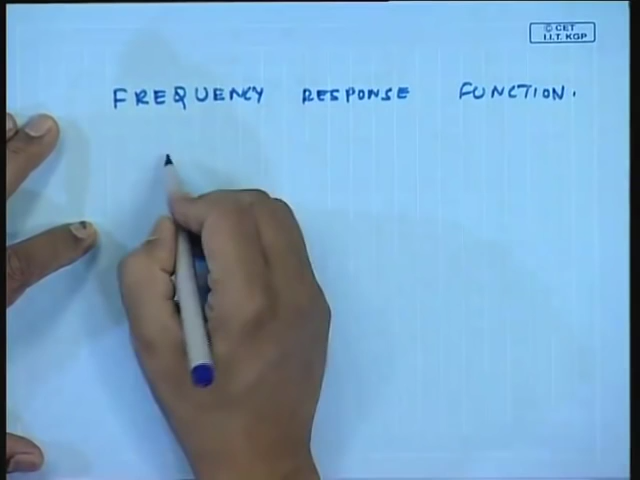 © CET
I.I.T. KGP
FREQUENCY RESPONSE FUNCTION.